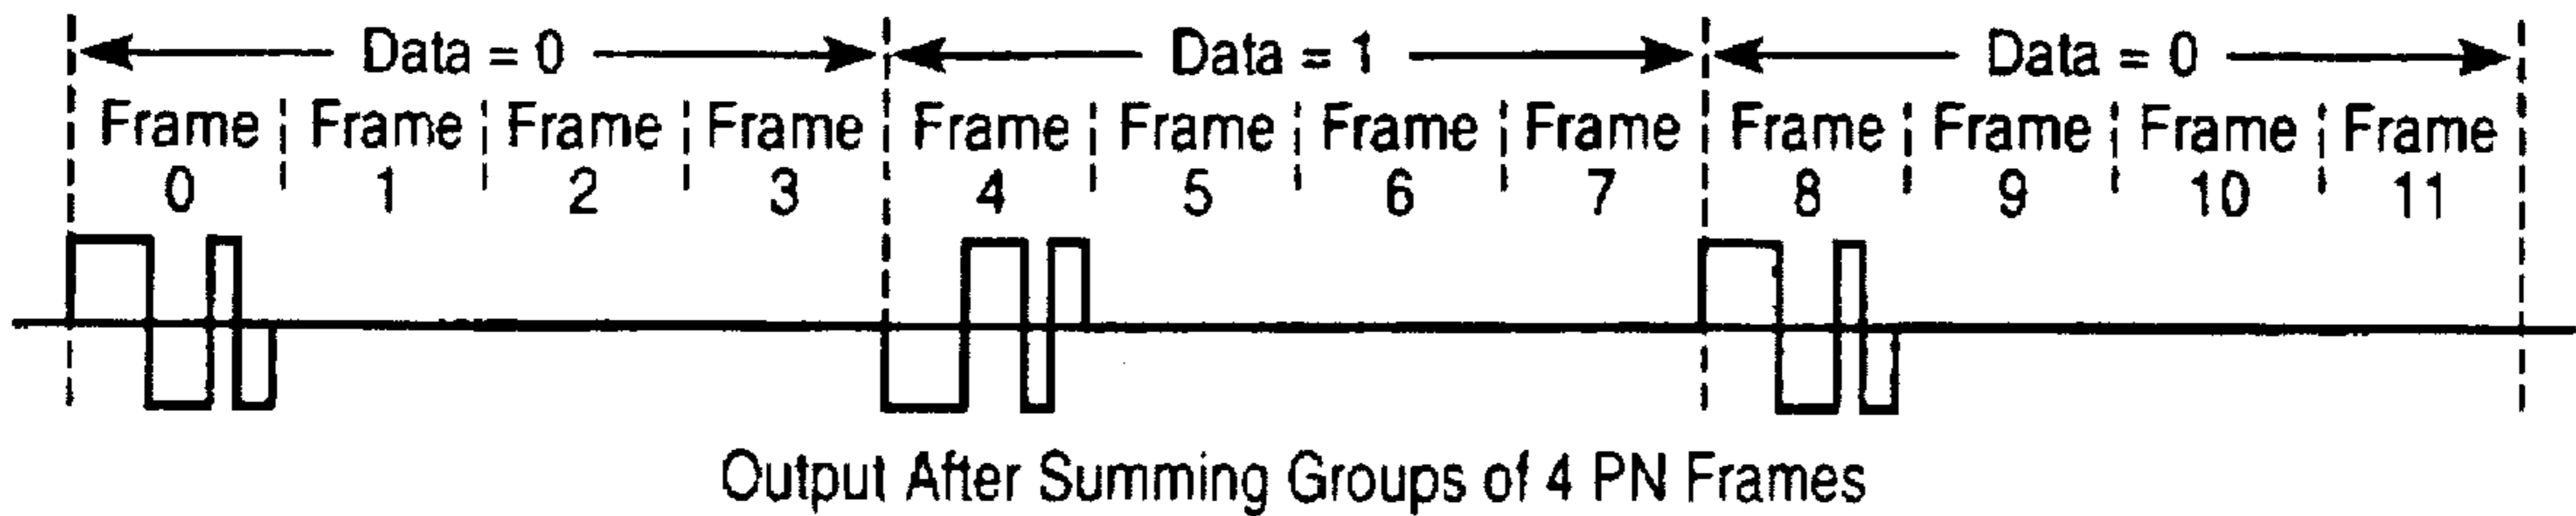 Data = 0 Data = 1 Data = 0
Frame Frame Frame Frame Frame Frame Frame Frame Frame Frame Frame Frame
0 1 2 3 4 5 6 7 8 9 10 11
Output After Summing Groups of 4 PN Frames